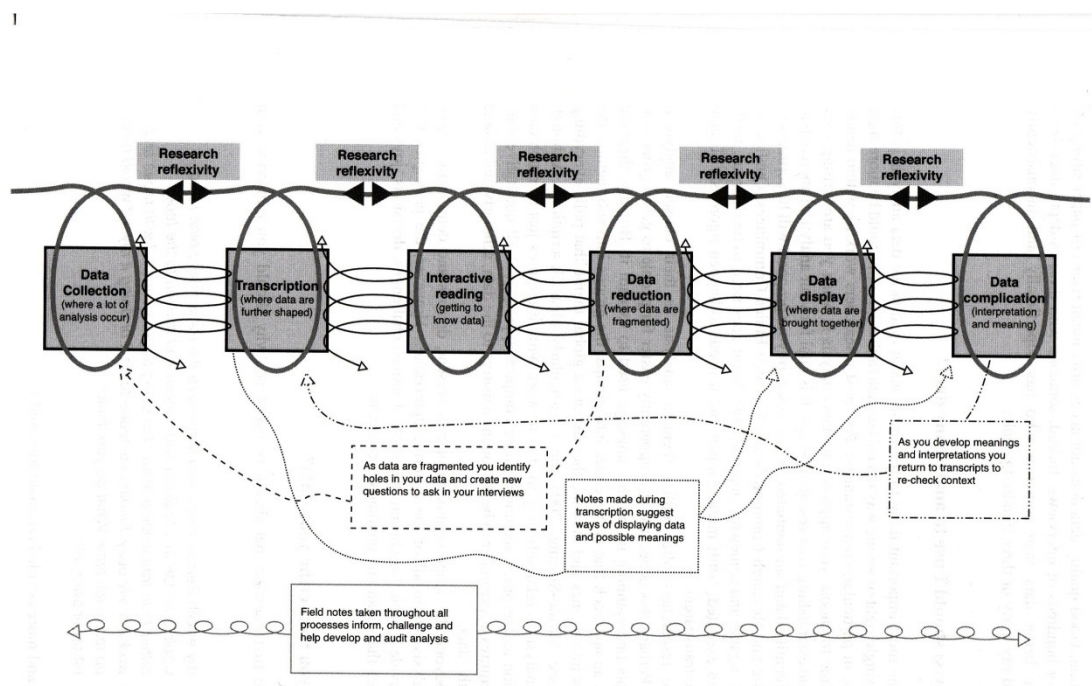 Research
reflexivity
Research
reflexivity
Research
reflexivity
Research
reflexivity
Research
reflexivity
Data
Collection
(where a lot of
analysis occur)
Transcription
(where data are
further shaped)
Interactive
reading
(getting to
know data)
Data
reduction
(where data are
fragmented)
Data
display
(where data are
brought together)
Data
complication
(interpretation
and meaning)
As data are fragmented you identify
holes in your data and create new
questions to ask in your interviews
Notes made during
transcription suggest
ways of displaying data
and possible meanings
As you develop meanings
and interpretations you
return to transcripts to
re-check context
Field notes taken throughout all
processes inform, challenge and
help develop and audit analysis